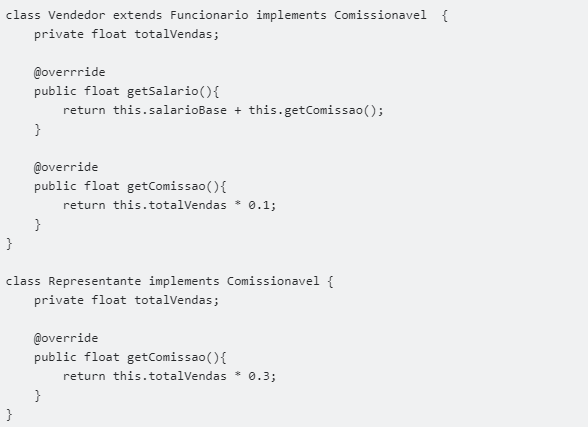 class Vendedor extends Funcionario implements Comissionavel  {
    private float totalVendas;

    @overrride
    public float getSalario(){
        return this.salarioBase + this.getComissao();
    }

    @override
    public float getComissao(){
        return this.totalVendas * 0.1;
    }
}

class Representante implements Comissionavel {
    private float totalVendas;

    @override
    public float getComissao(){
        return this.totalVendas * 0.3;
    }
}